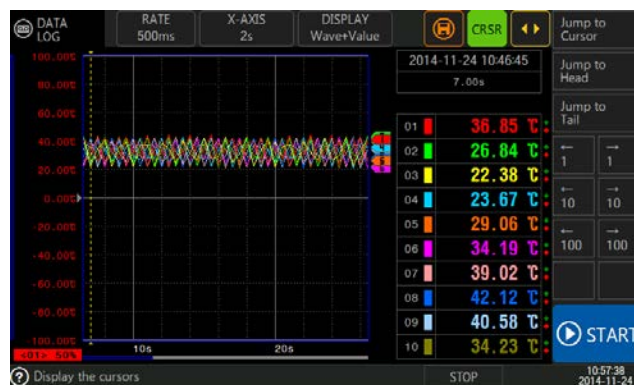 DATA
LOG
RATE
500ms
X-AXIS
2s
DISPLAY
Wave+Value
CRSR
Jump to
Cursor
2014-11-24 10:46:45
7.00s
Jump to
Head
Jump to
Tail
100.00℃
80.00℃
60.00℃
40.00℃
20.00℃
0.00℃
-20.00℃
-40.00℃
-60.00℃
-80.00℃
-100.00℃
<01> 50%
10s
20s
01 36.85 ℃
02 26.84 ℃
03 22.38 ℃
04 23.67 ℃
05 29.06 ℃
06 34.19 ℃
07 39.02 ℃
08 42.12 ℃
09 40.58 ℃
10 34.23 ℃
← →
1 1
← →
10 10
← →
100 100
START
? Display the cursors
STOP
10:57:38
2014-11-24